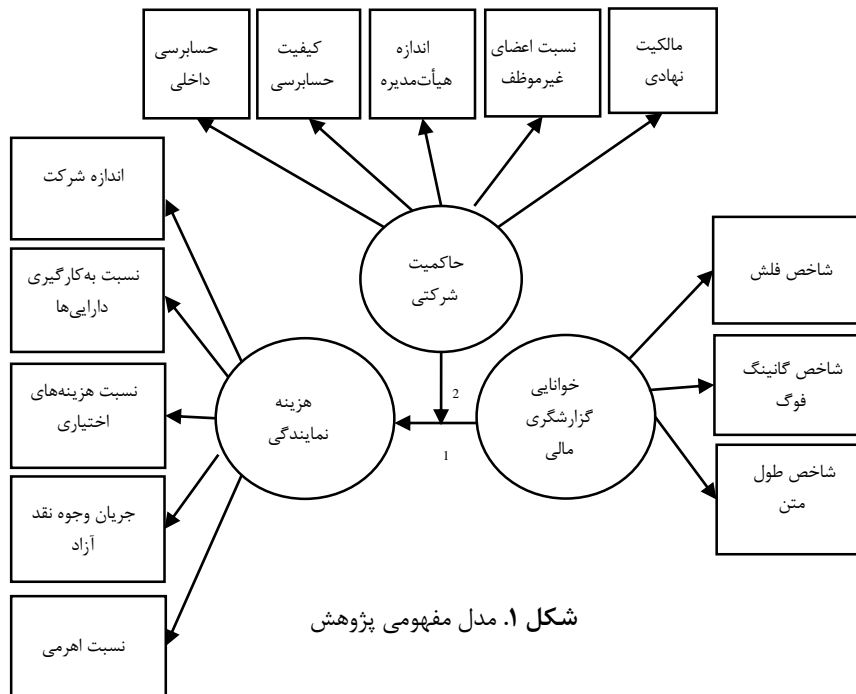 مالکیت
نهادی
نسبت اعضای
غیرموظف
اندازه
هیأت‌مدیره
کیفیت
حسابرسی
حسابرسی
داخلی
حاکمیت
شرکتی
شاخص فلش
شاخص گانینگ
فوگ
شاخص طول
متن
خوانایی
گزارشگری
مالی
2
1
هزینه
نمایندگی
اندازه شرکت
نسبت به‌کارگیری
دارایی‌ها
نسبت هزینه‌های
اختیاری
جریان وجوه نقد
آزاد
نسبت اهرمی
شکل ۱. مدل مفهومی پژوهش